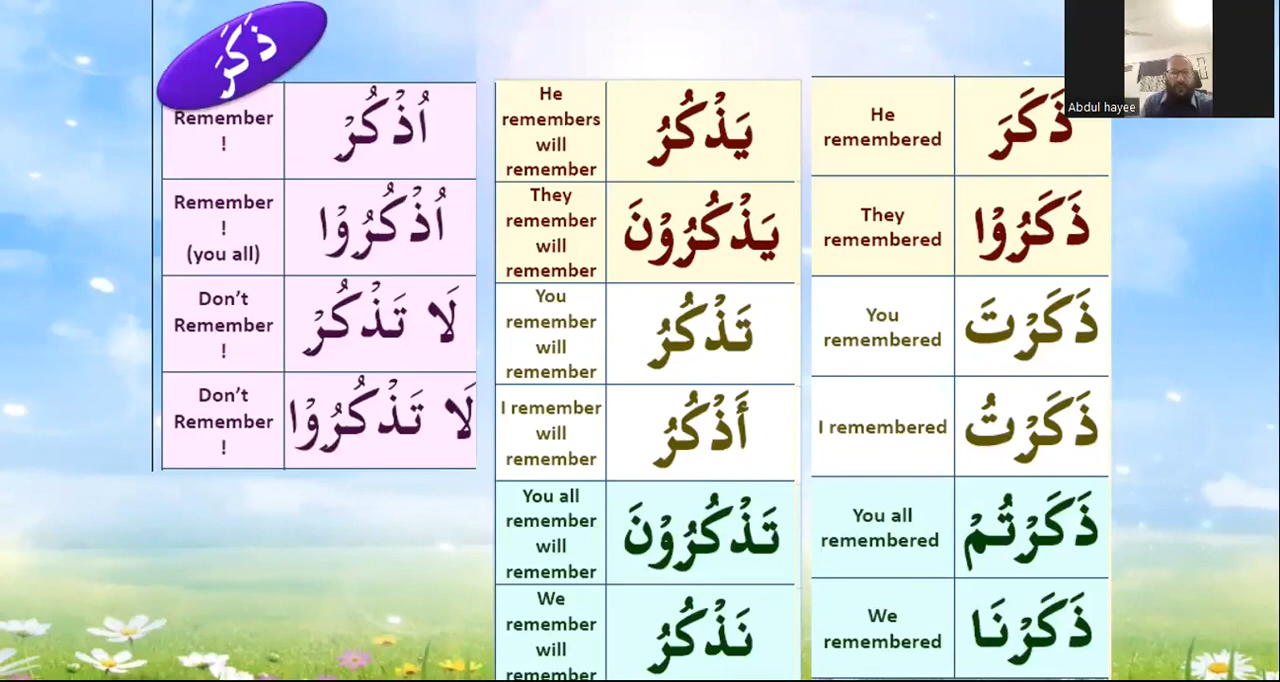 ذَكَرَ
Abdul hayee
He
remembered
ذَكَرَ
They
remembered
ذَكَرُوْا
You
remembered
ذَكَرْتَ
I remembered
ذَكَرْتُ
You all
remembered
ذَكَرْتُمْ
We
remembered
ذَكَرْنَا
He
remembers
will
remember
يَذْكُرُ
They
remember
will
remember
يَذْكُرُوْنَ
You
remember
will
remember
تَذْكُرُ
I remember
will
remember
أَذْكُرُ
You all
remember
will
remember
تَذْكُرُوْنَ
We
remember
will
remember
نَذْكُرُ
Remember
!
اُذْكُرْ
Remember
!
(you all)
اُذْكُرُوْا
Don’t
Remember
!
لَا تَذْكُرْ
Don’t
Remember
!
لَا تَذْكُرُوْا